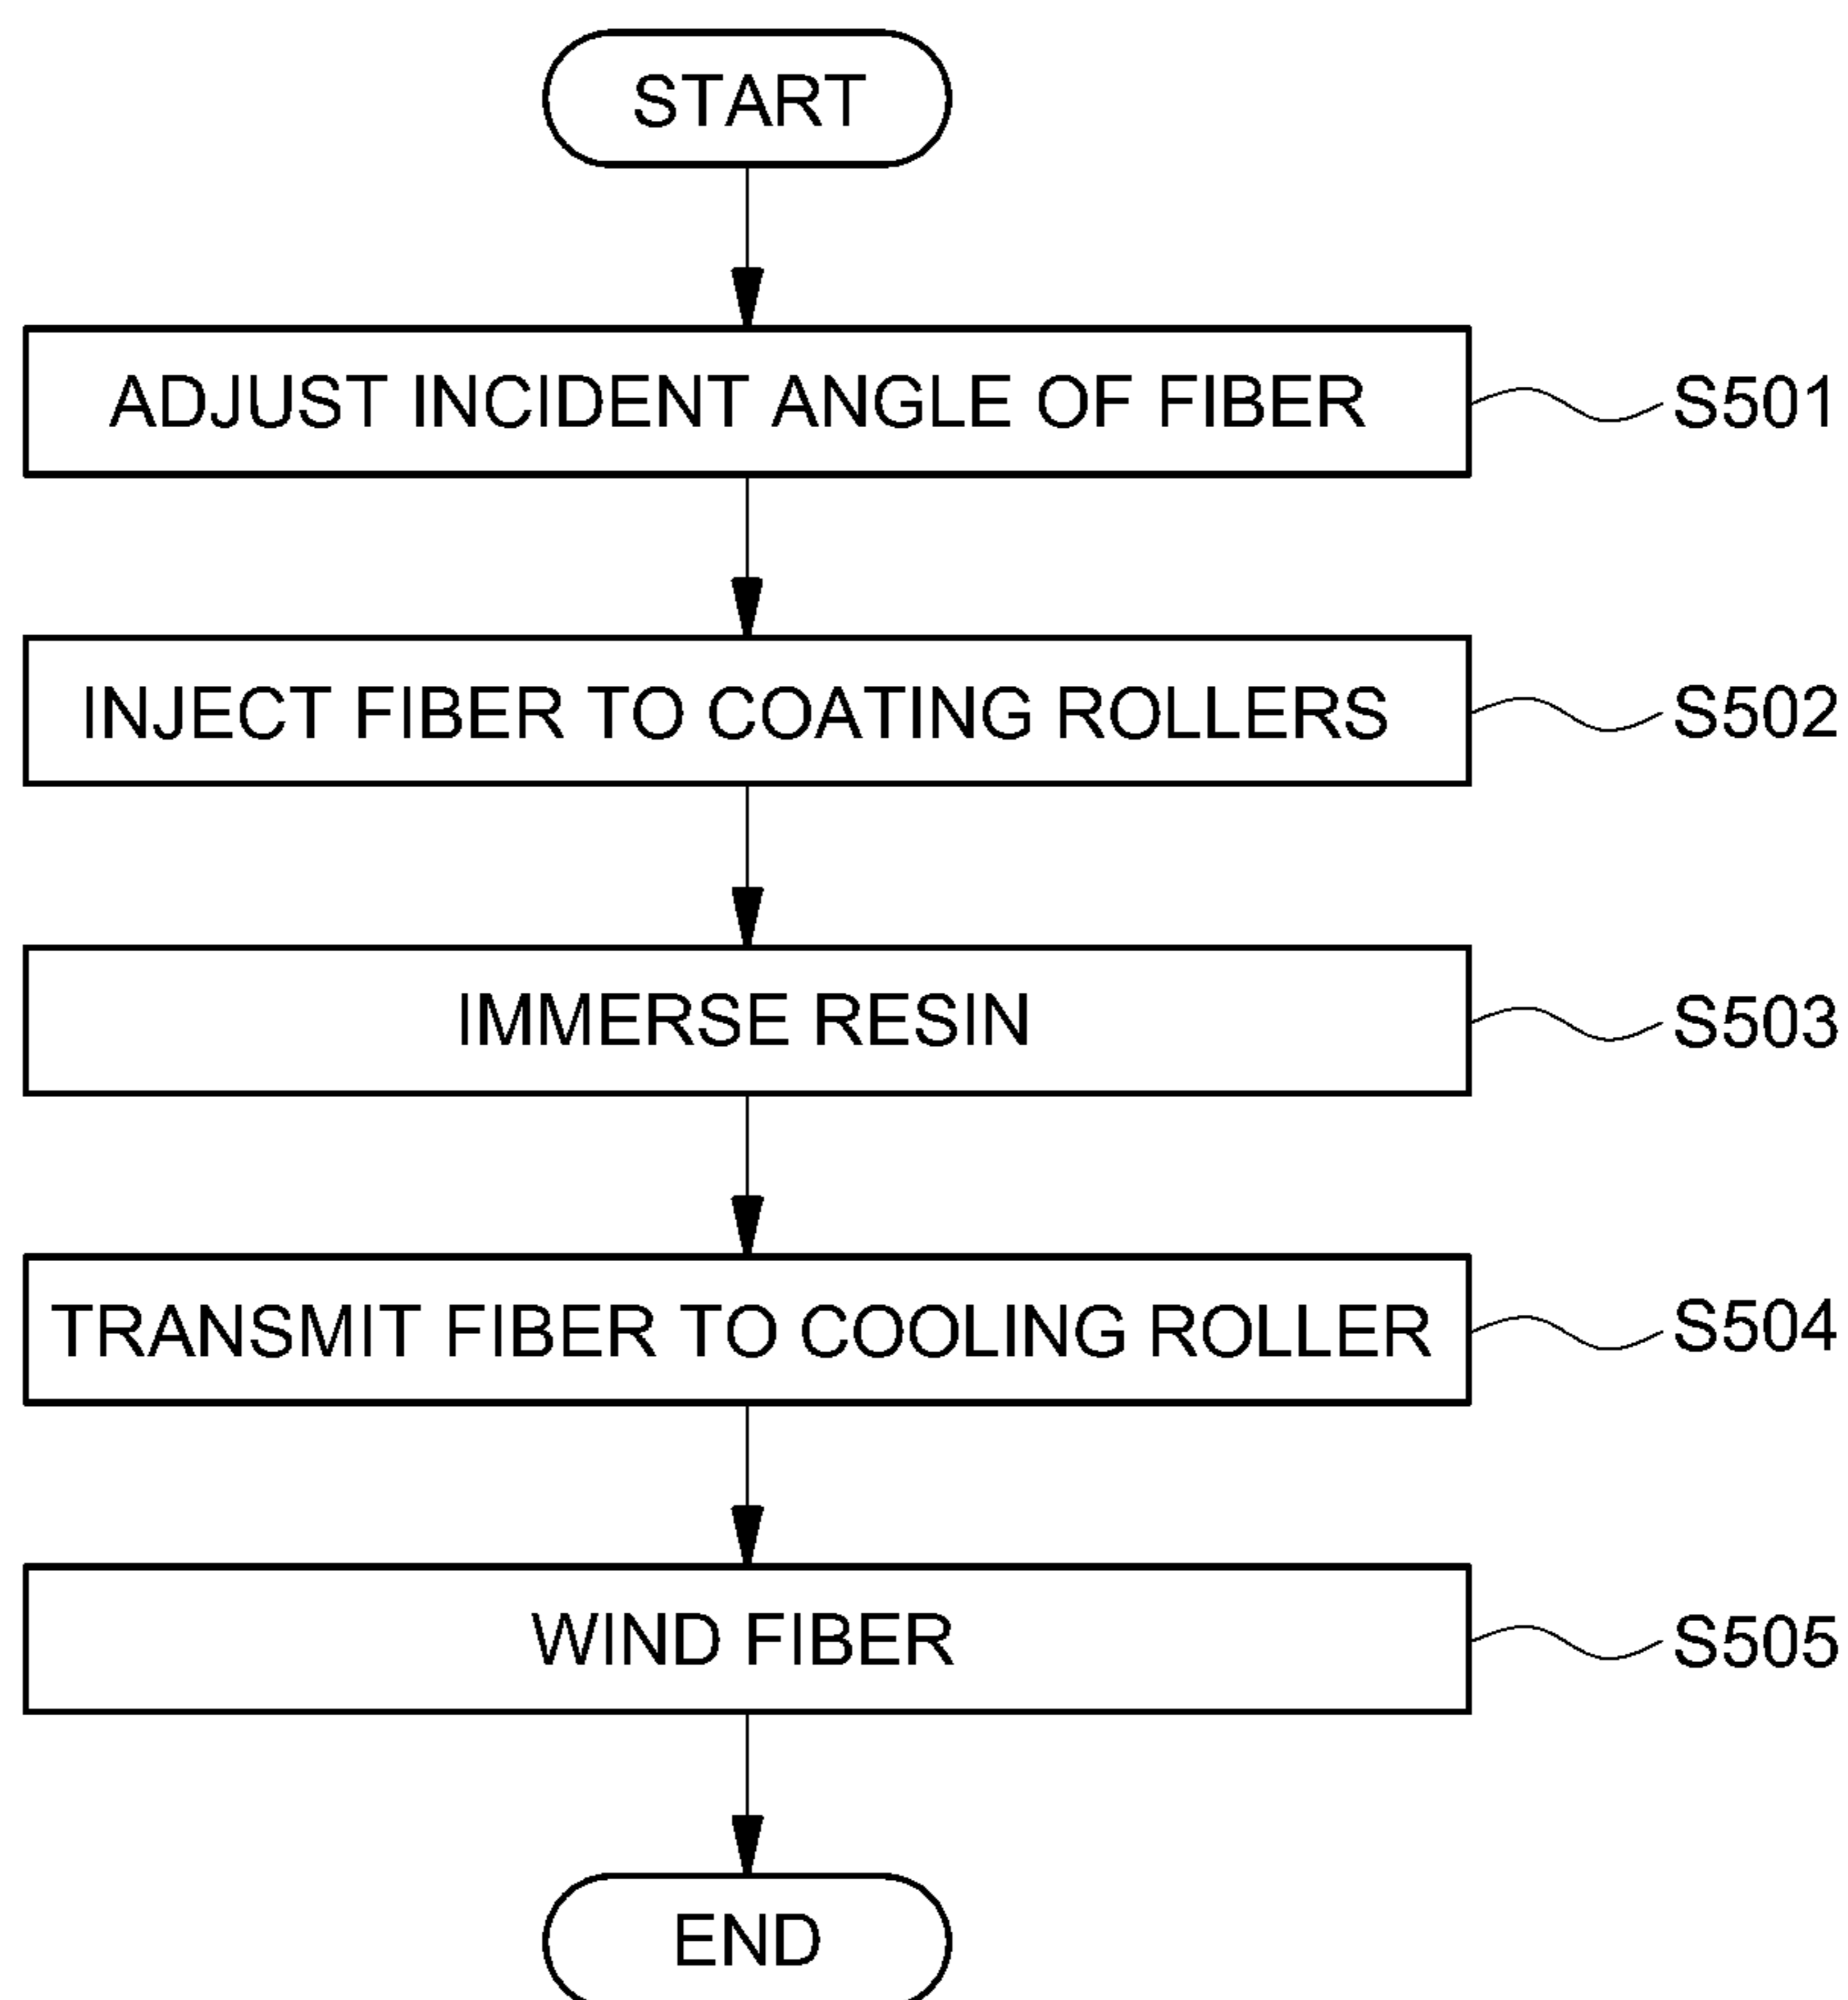 START
ADJUST INCIDENT ANGLE OF FIBER S501
INJECT FIBER TO COATING ROLLERS S502
IMMERSE RESIN S503
TRANSMIT FIBER TO COOLING ROLLER S504
WIND FIBER S505
END